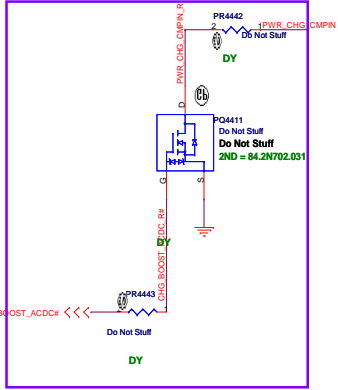 PR4442
2
1
PWR_CHG_CMPIN
Do Not Stuff
DY
PWR_CHG_CMPIN_R
D
PQ4411
Do Not Stuff
Do Not Stuff
2ND = 84.2N702.031
G
S
DY
CHG_BOOST_ACDC_R#
PR4443
BOOST_ACDC#
1
Do Not Stuff
DY